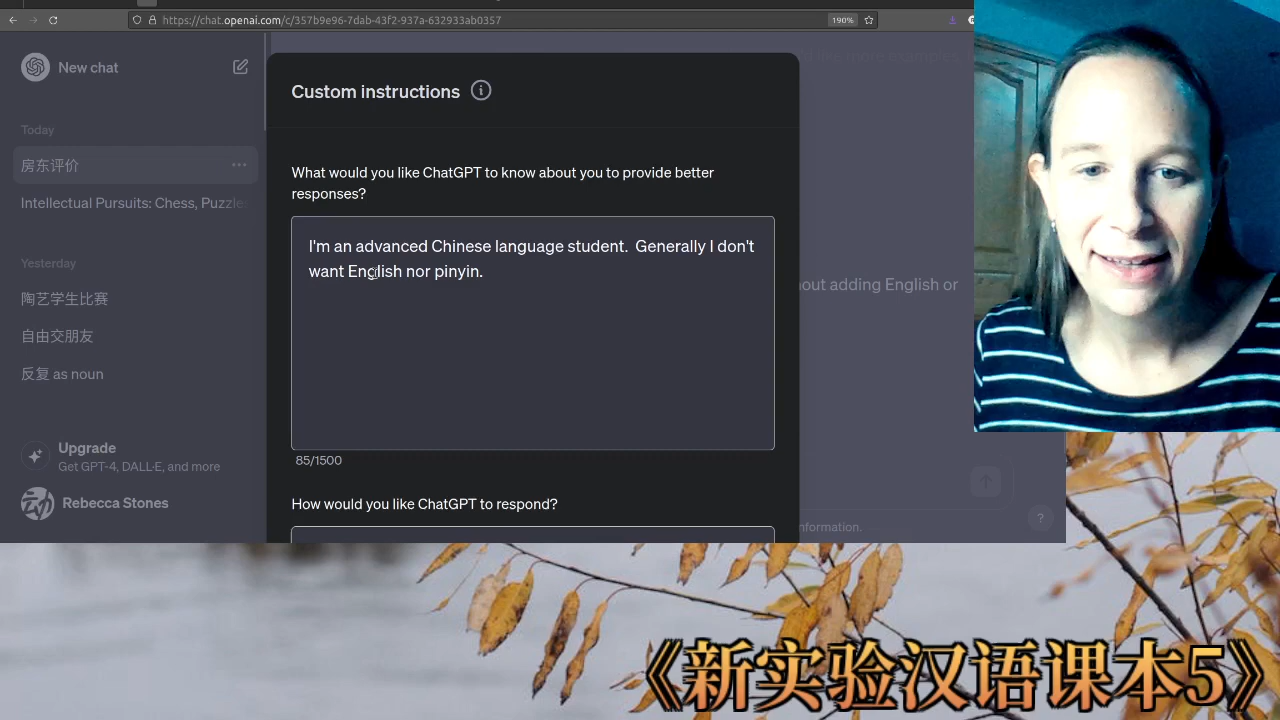 https://chat.openai.com/c/357b9e96-7dab-43f2-937a-632933ab0357
190%
New chat
Custom instructions
Today
房东评价
What would you like ChatGPT to know about you to provide better
responses?
Intellectual Pursuits: Chess, Puzzles
I'm an advanced Chinese language student.  Generally I don't
want English nor pinyin.
Yesterday
out adding English or
陶艺学生比赛
自由交朋友
反复 as noun
Upgrade
Get GPT-4, DALL·E, and more
85/1500
Rebecca Stones
How would you like ChatGPT to respond?
?
nformation.
《新实验汉语课本5》